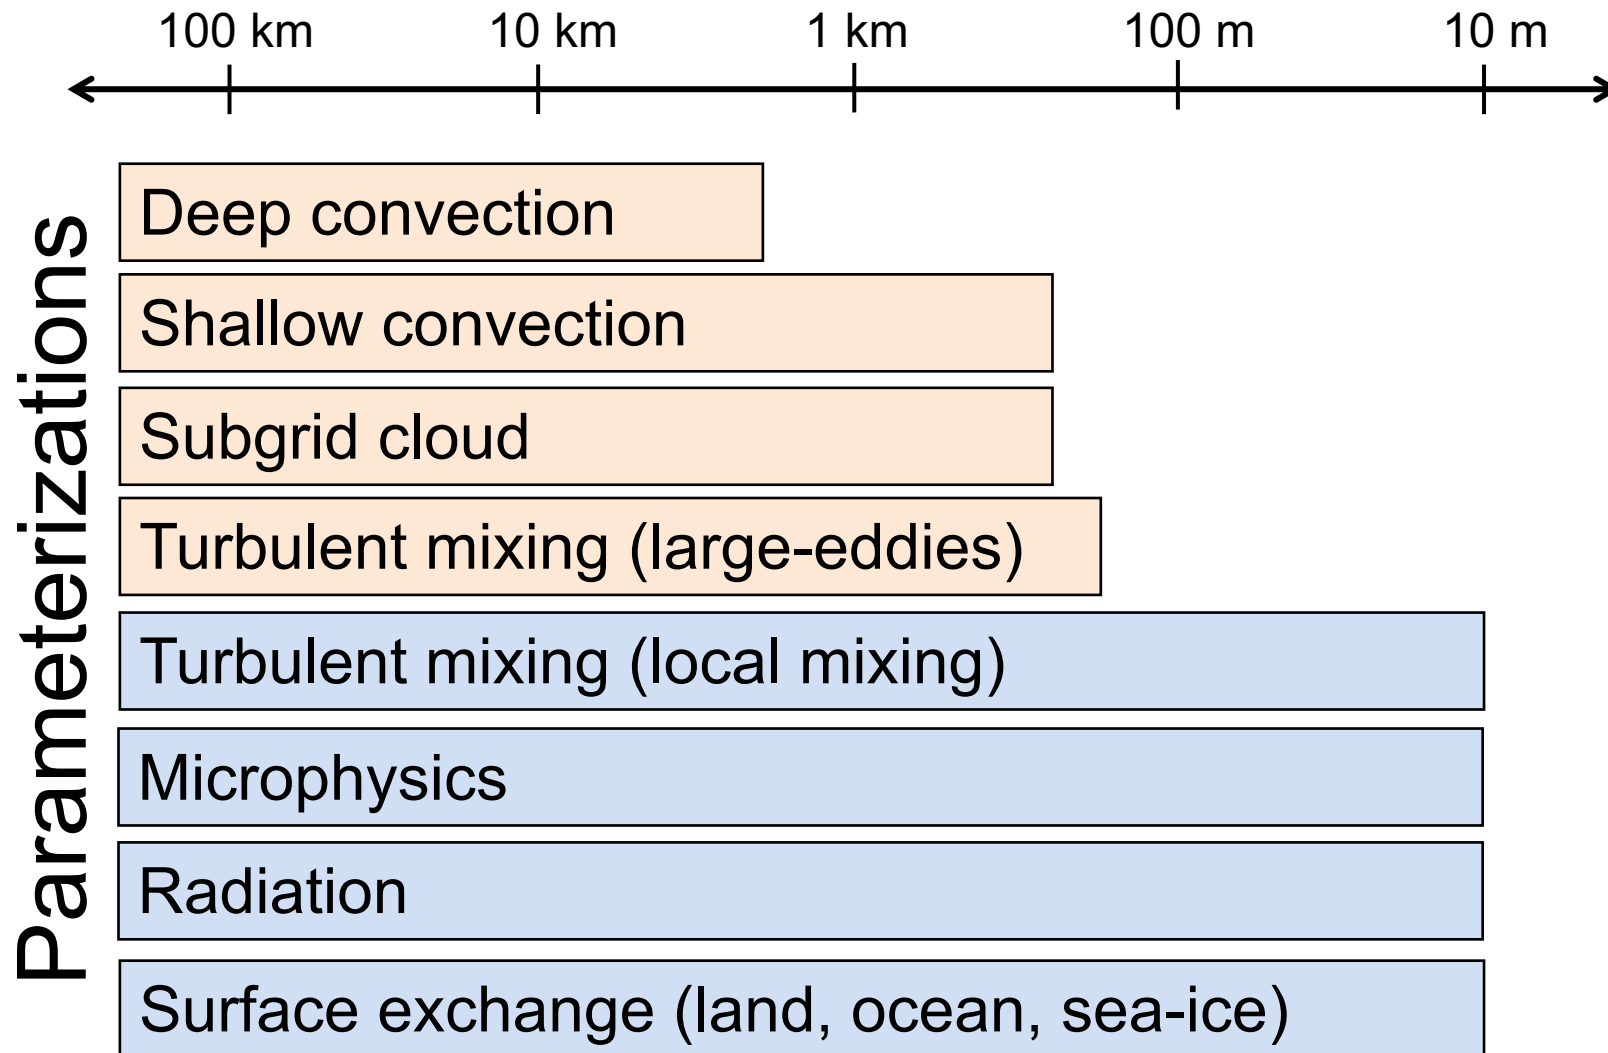 100 km 10 km 1 km 100 m 10 m
Parameterizations
Deep convection
Shallow convection
Subgrid cloud
Turbulent mixing (large-eddies)
Turbulent mixing (local mixing)
Microphysics
Radiation
Surface exchange (land, ocean, sea-ice)